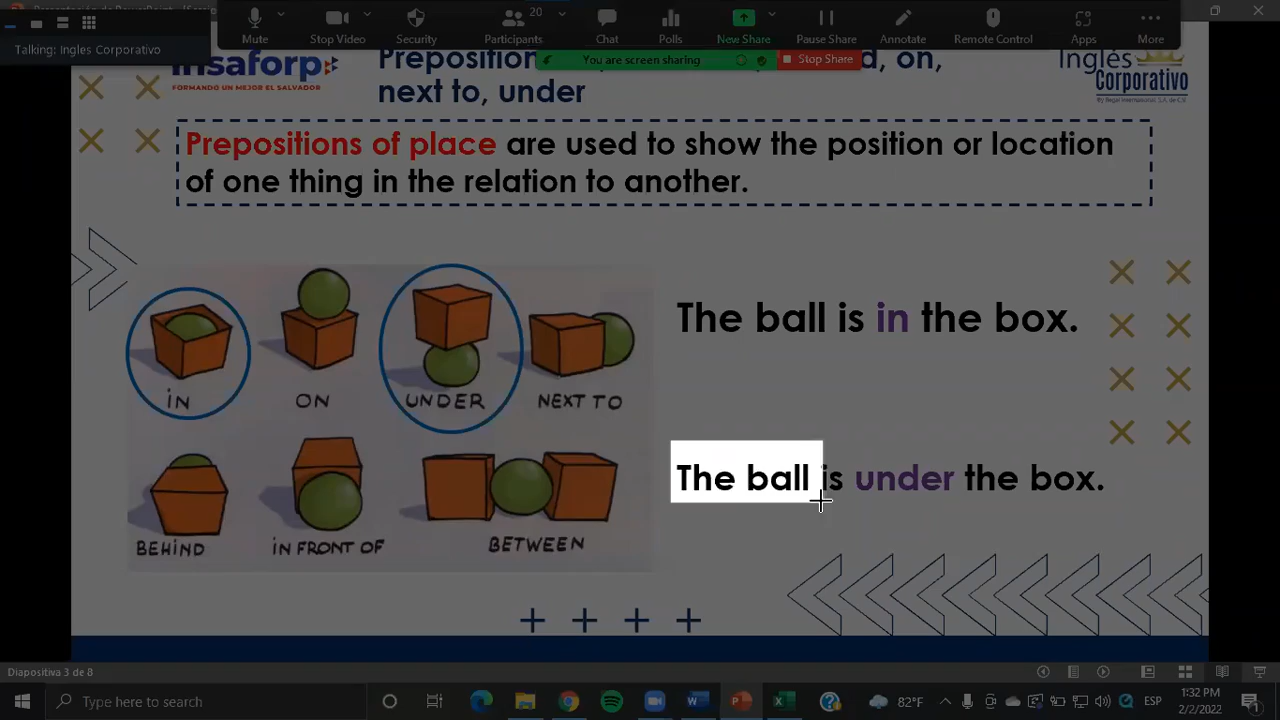 20
Mute
Stop Video
Security
Participants
Chat
Polls
New Share
Pause Share
Annotate
Remote Control
Apps
More
Talking: Ingles Corporativo
You are screen sharing
Stop Share
insaforp
FORMANDO UN MEJOR EL SALVADOR
on,
next to, under
Inglés
Corporativo
Prepositions of place are used to show the position or location
of one thing in the relation to another.
The ball is in the box.
IN
ON
UNDER
NEXT TO
The ball is under the box.
BEHIND
IN FRONT OF
BETWEEN
Diapositiva 3 de 8
Type here to search
82°F
ESP
1:32 PM
2/2/2022